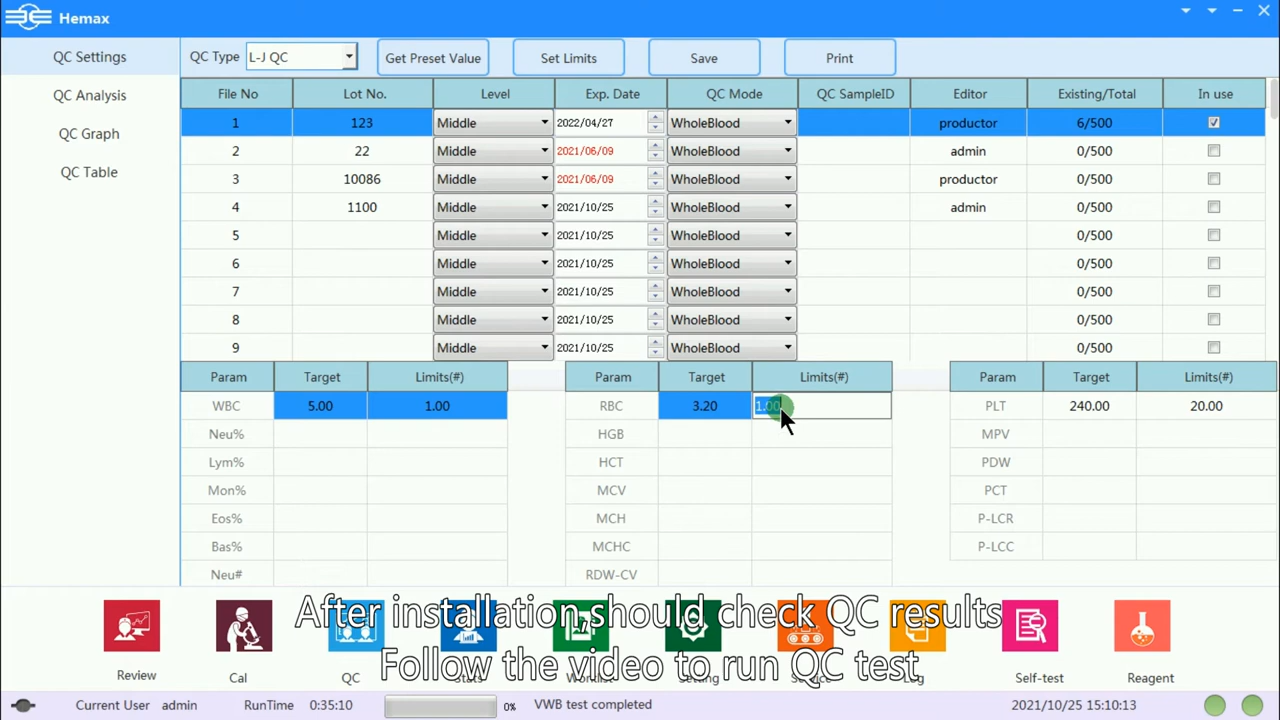 Hemax
QC Settings
QC Analysis
QC Graph
QC Table
QC Type L-J QC Get Preset Value Set Limits Save Print
File No Lot No. Level Exp. Date QC Mode QC SampleID Editor Existing/Total In use
1 123 Middle 2022/04/27 WholeBlood productor 6/500
2 22 Middle 2021/06/09 WholeBlood admin 0/500
3 10086 Middle 2021/06/09 WholeBlood productor 0/500
4 1100 Middle 2021/10/25 WholeBlood admin 0/500
5 Middle 2021/10/25 WholeBlood 0/500
6 Middle 2021/10/25 WholeBlood 0/500
7 Middle 2021/10/25 WholeBlood 0/500
8 Middle 2021/10/25 WholeBlood 0/500
9 Middle 2021/10/25 WholeBlood 0/500
Param Target Limits(#) Param Target Limits(#) Param Target Limits(#)
WBC 5.00 1.00 RBC 3.20 1.00 PLT 240.00 20.00
Neu% HGB MPV
Lym% HCT PDW
Mon% MCV PCT
Eos% MCH P-LCR
Bas% MCHC P-LCC
Neu# RDW-CV
After installation,should check QC results
Follow the video to run QC test
Review Cal QC Self-test Reagent
Current User admin RunTime 0:35:10 0% VWB test completed 2021/10/25 15:10:13